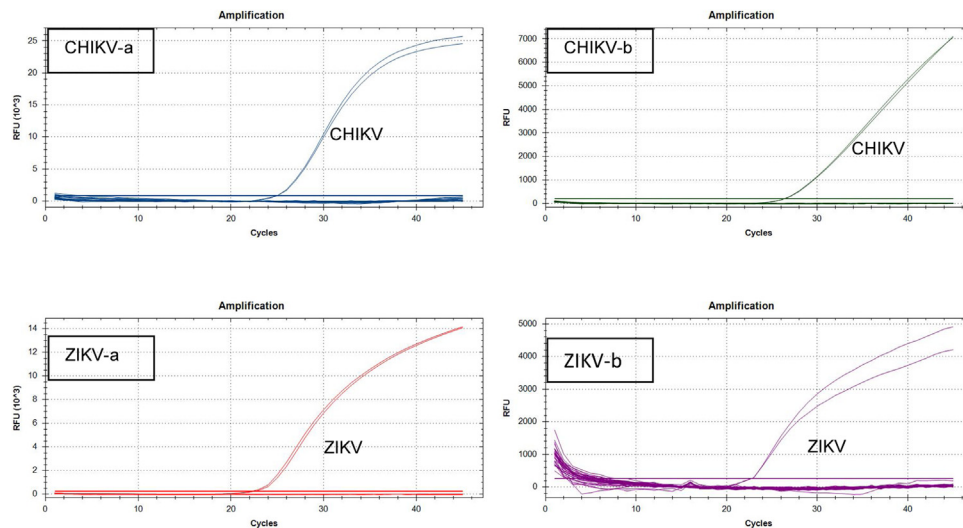 Amplification
CHIKV-a
25
20
15
10
5
0
RFU (10^3)
CHIKV
0
10
20
30
40
Cycles
Amplification
CHIKV-b
7000
6000
5000
4000
3000
2000
1000
0
RFU
CHIKV
0
10
20
30
40
Cycles
Amplification
ZIKV-a
14
12
10
8
6
4
2
0
RFU (10^3)
ZIKV
0
10
20
30
40
Cycles
Amplification
ZIKV-b
5000
4000
3000
2000
1000
0
RFU
ZIKV
0
10
20
30
40
Cycles